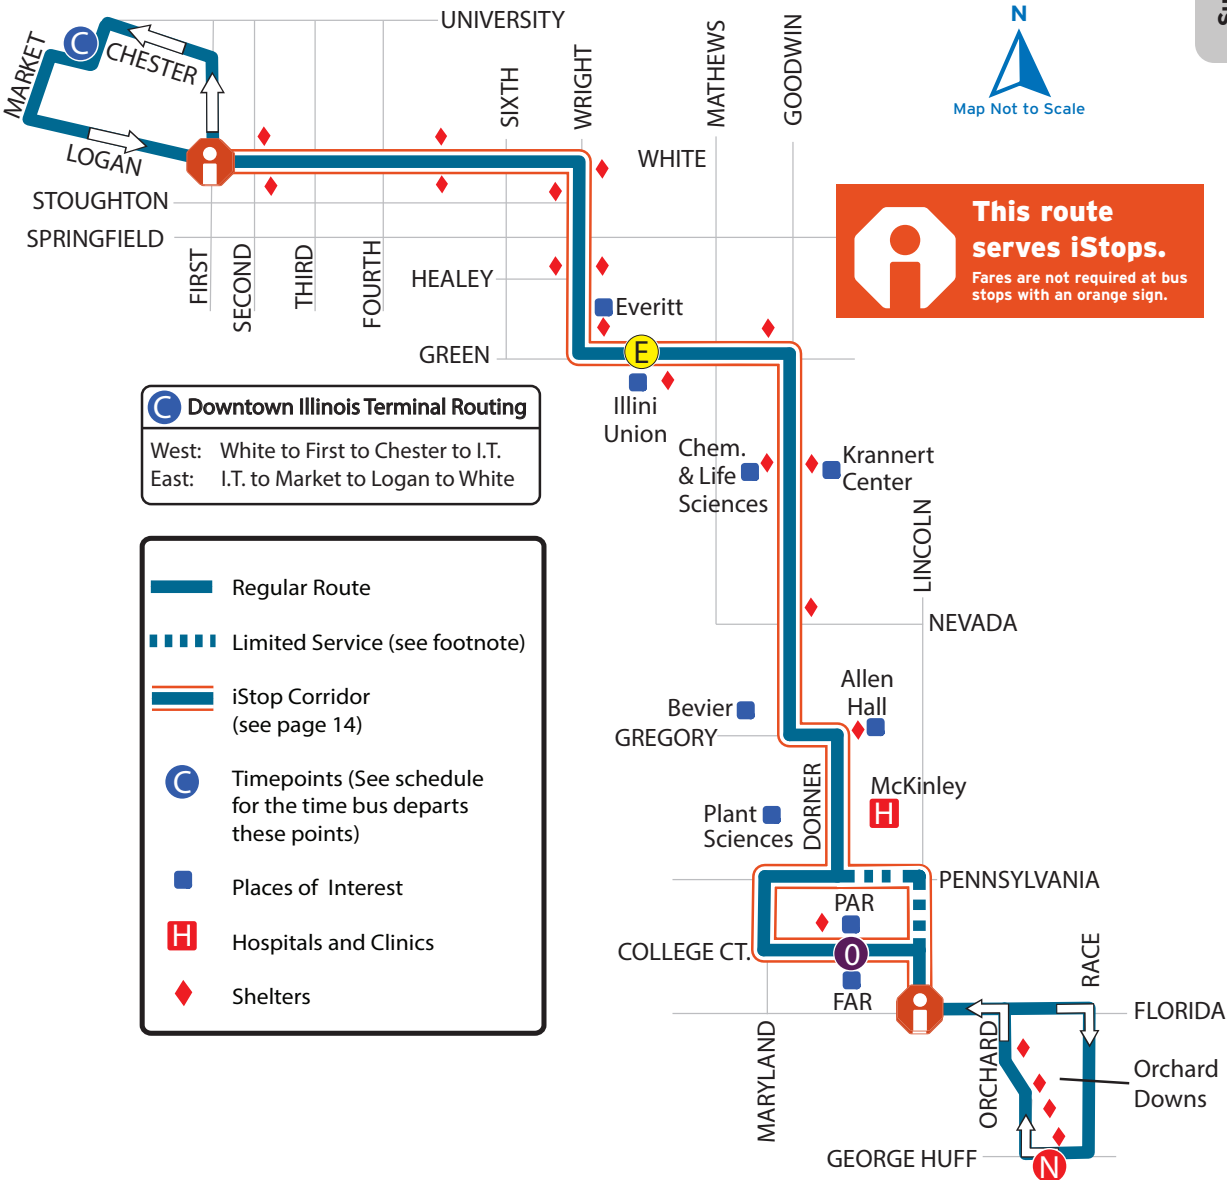 UNIVERSITY
N
Map Not to Scale
MARKET
C
CHESTER
LOGAN
SIXTH
WRIGHT
MATHEWS
GOODWIN
WHITE
STOUGHTON
SPRINGFIELD
FIRST
SECOND
THIRD
FOURTH
HEALEY
Everitt
GREEN
E
Illini
Union
This route
serves iStops.
Fares are not required at bus
stops with an orange sign.
C Downtown Illinois Terminal Routing
West: White to First to Chester to I.T.
East: I.T. to Market to Logan to White
Chem.
& Life
Sciences
Krannert
Center
LINCOLN
NEVADA
Regular Route
Limited Service (see footnote)
iStop Corridor
(see page 14)
C
Timepoints (See schedule
for the time bus departs
these points)
Places of Interest
H
Hospitals and Clinics
Shelters
Allen
Hall
Bevier
GREGORY
DORNER
McKinley
H
Plant
Sciences
PENNSYLVANIA
PAR
COLLEGE CT.
O
FAR
RACE
FLORIDA
MARYLAND
ORCHARD
Orchard
Downs
GEORGE HUFF
N